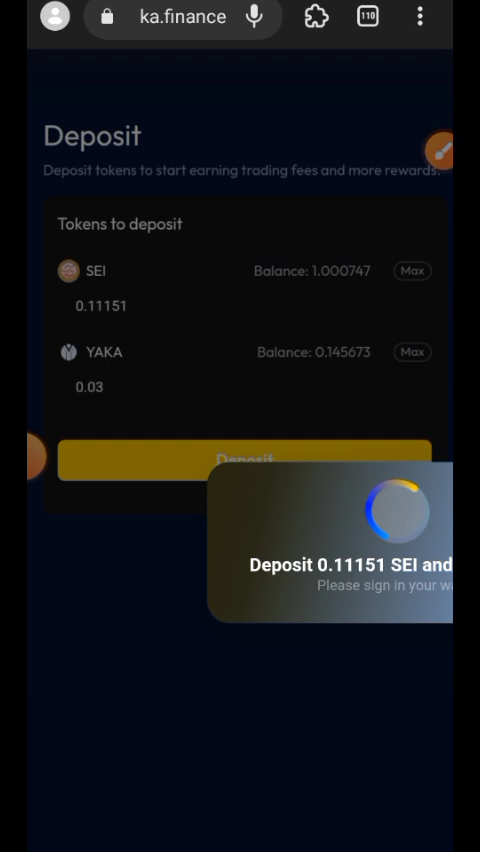 ka.finance
110
Deposit
Deposit tokens to start earning trading fees and more rewards.
Tokens to deposit
SEI
Balance: 1.000747
Max
0.11151
YAKA
Balance: 0.145673
Max
0.03
Deposit
Deposit 0.11151 SEI and
Please sign in your